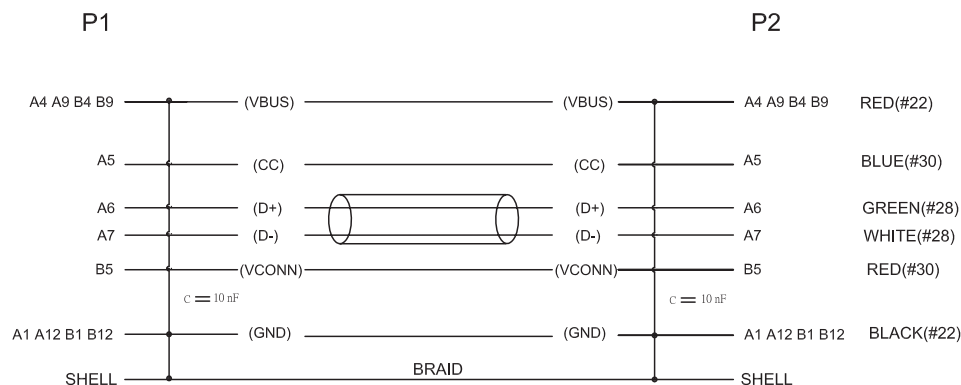 P1 P2
A4 A9 B4 B9 (VBUS) (VBUS) A4 A9 B4 B9 RED(#22)
A5 (CC) (CC) A5 BLUE(#30)
A6 (D+) (D+) A6 GREEN(#28)
A7 (D-) (D-) A7 WHITE(#28)
B5 (VCONN) (VCONN) B5 RED(#30)
C = 10 nF C = 10 nF
A1 A12 B1 B12 (GND) (GND) A1 A12 B1 B12 BLACK(#22)
SHELL BRAID SHELL